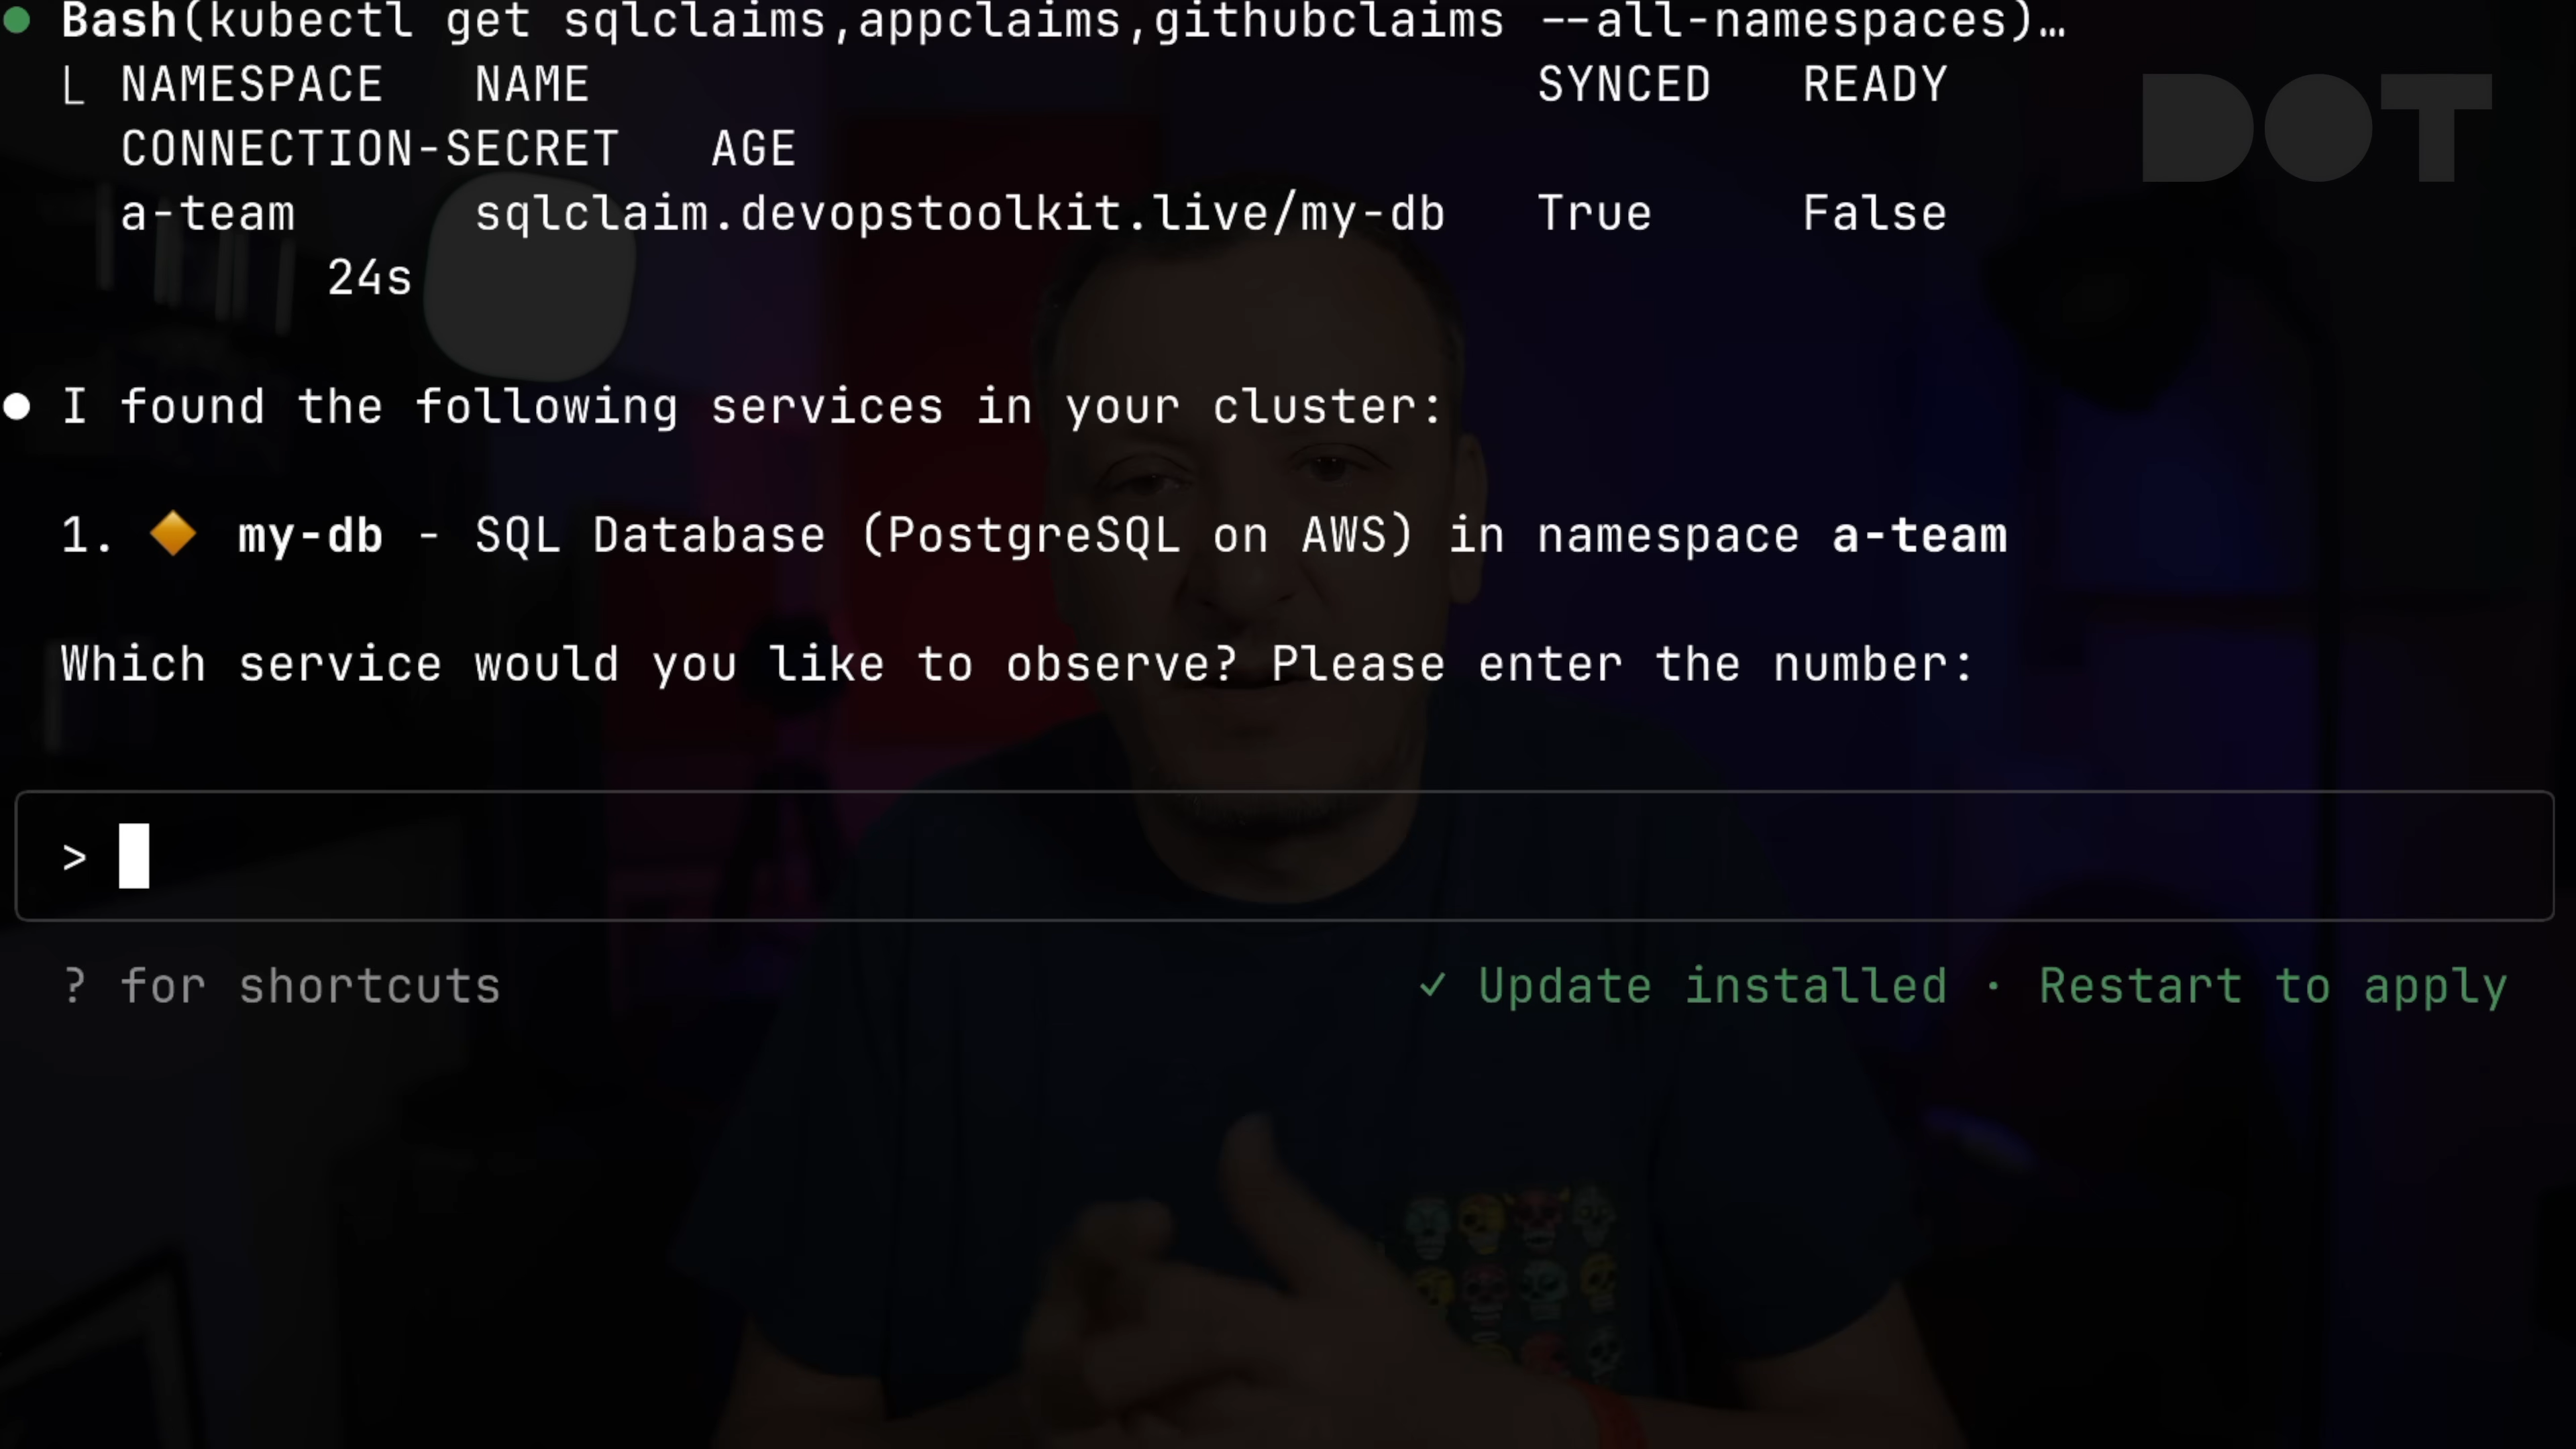 ● Bash(kubectl get sqlclaims,appclaims,githubclaims --all-namespaces)…
L NAMESPACE NAME SYNCED READY
CONNECTION-SECRET AGE
a-team sqlclaim.devopstoolkit.live/my-db True False
24s
DOT
● I found the following services in your cluster:
1. 🔶 my-db - SQL Database (PostgreSQL on AWS) in namespace a-team
Which service would you like to observe? Please enter the number:
>
? for shortcuts ✓ Update installed · Restart to apply